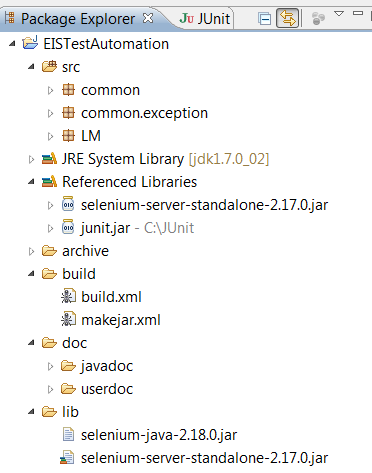 Package Explorer JUnit
EISTestAutomation
src
common
common.exception
LM
JRE System Library [jdk1.7.0_02]
Referenced Libraries
selenium-server-standalone-2.17.0.jar
junit.jar - C:\JUnit
archive
build
build.xml
makejar.xml
doc
javadoc
userdoc
lib
selenium-java-2.18.0.jar
selenium-server-standalone-2.17.0.jar